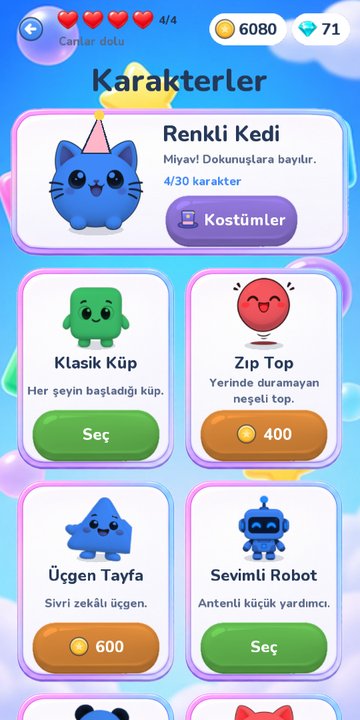 4/4
6080
71
Canlar dolu
Karakterler
Renkli Kedi
Miyav! Dokunuşlara bayılır.
4/30 karakter
Kostümler
Klasik Küp
Her şeyin başladığı küp.
Seç
Zıp Top
Yerinde duramayan
neşeli top.
400
Üçgen Tayfa
Sivri zekâlı üçgen.
600
Sevimli Robot
Antenli küçük yardımcı.
Seç